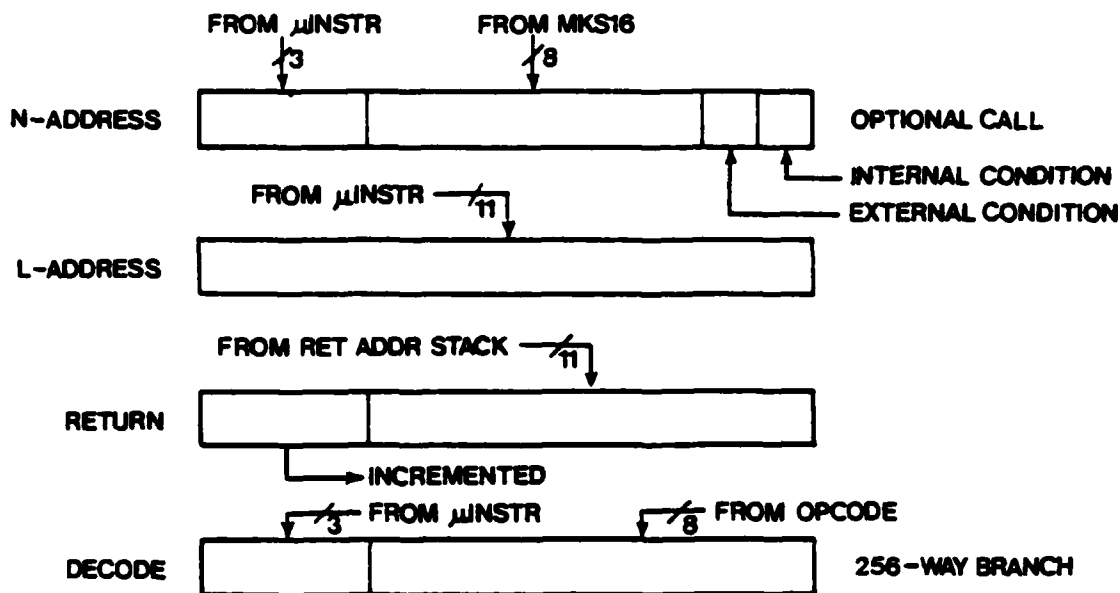 FROM μINSTR FROM MKS16
3 8
N-ADDRESS OPTIONAL CALL
INTERNAL CONDITION
FROM μINSTR 11 EXTERNAL CONDITION
L-ADDRESS
FROM RET ADDR STACK 11
RETURN
INCREMENTED
3 FROM μINSTR 8 FROM OPCODE
DECODE 256-WAY BRANCH